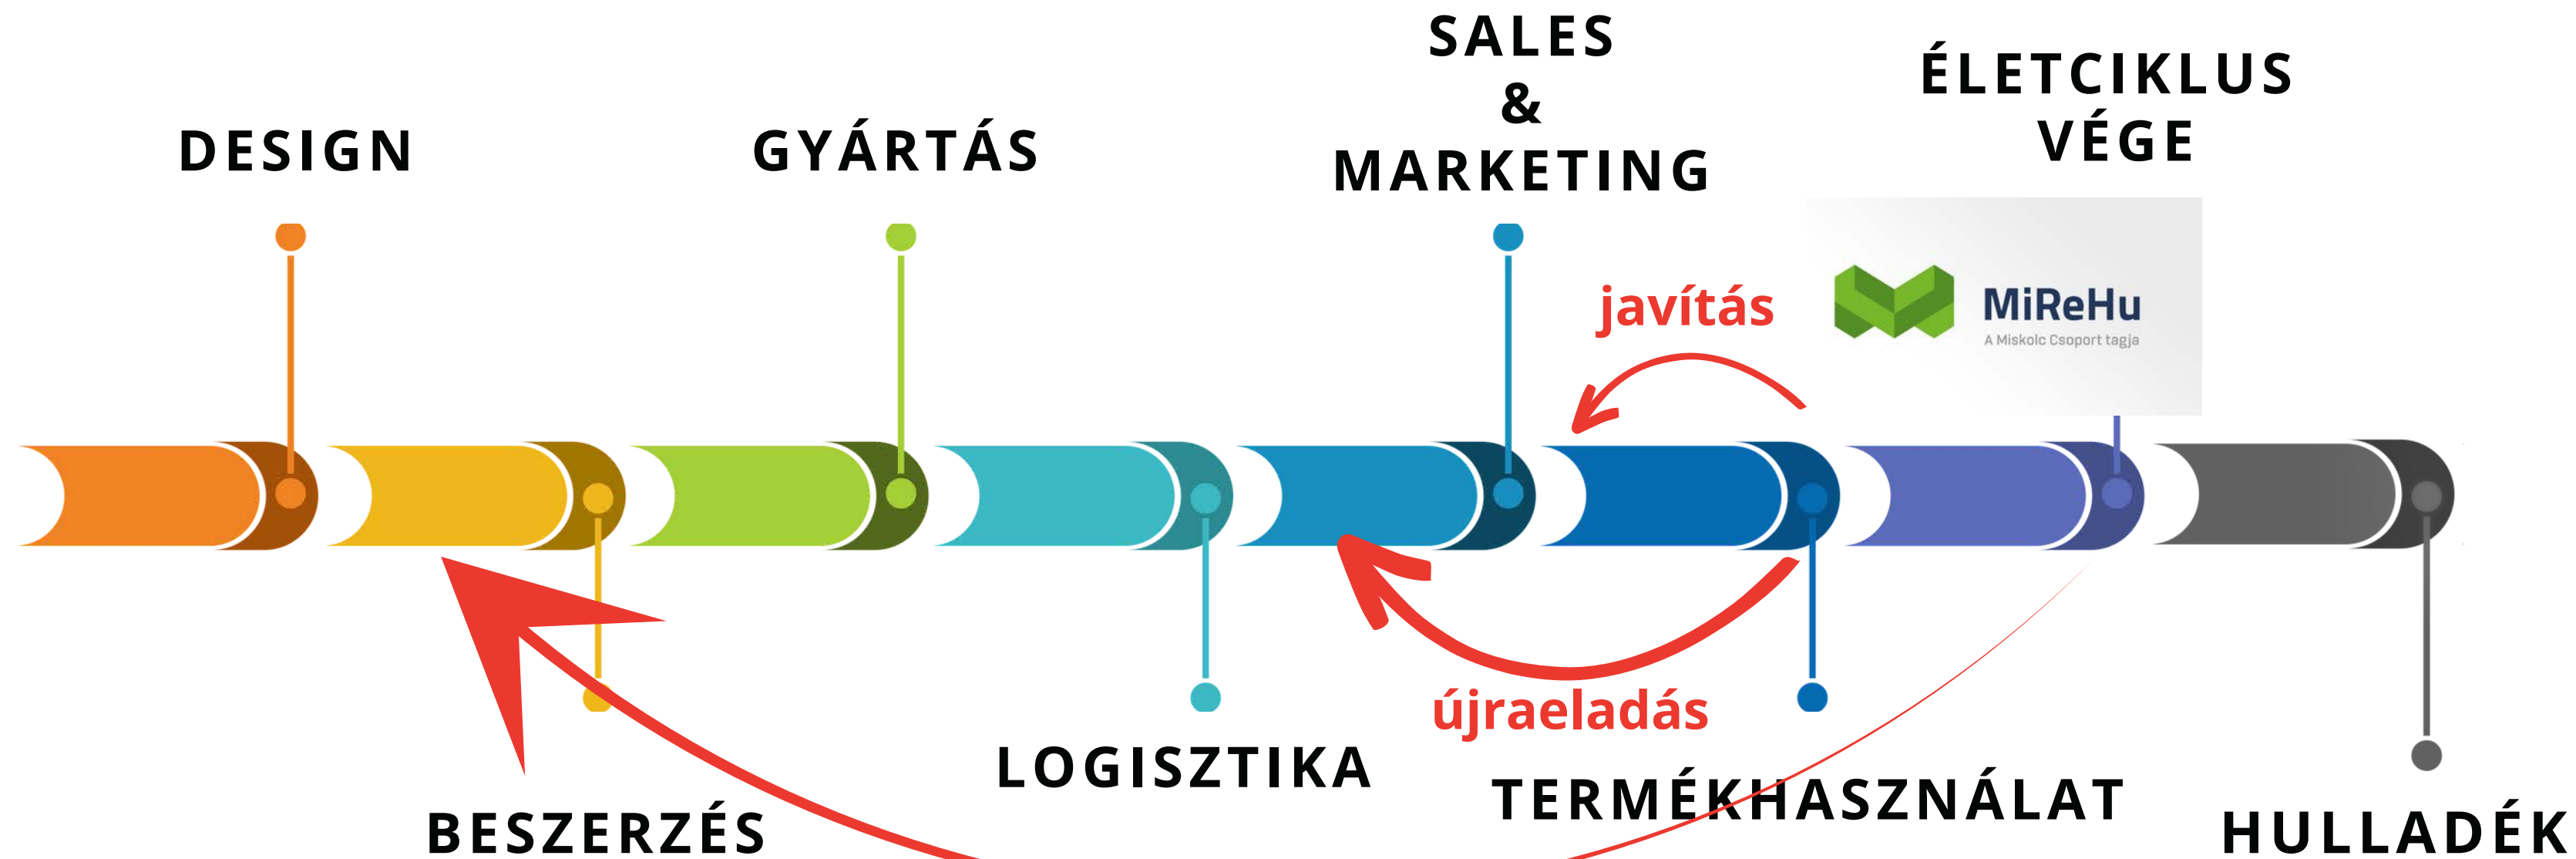 DESIGN
BESZERZÉS
GYÁRTÁS
LOGISZTIKA
SALES
&
MARKETING
javítás
újraeladás
TERMÉKHASZNÁLAT
ÉLETCIKLUS
VÉGE
MiReHu
A Miskolc Csoport tagja
HULLADÉK